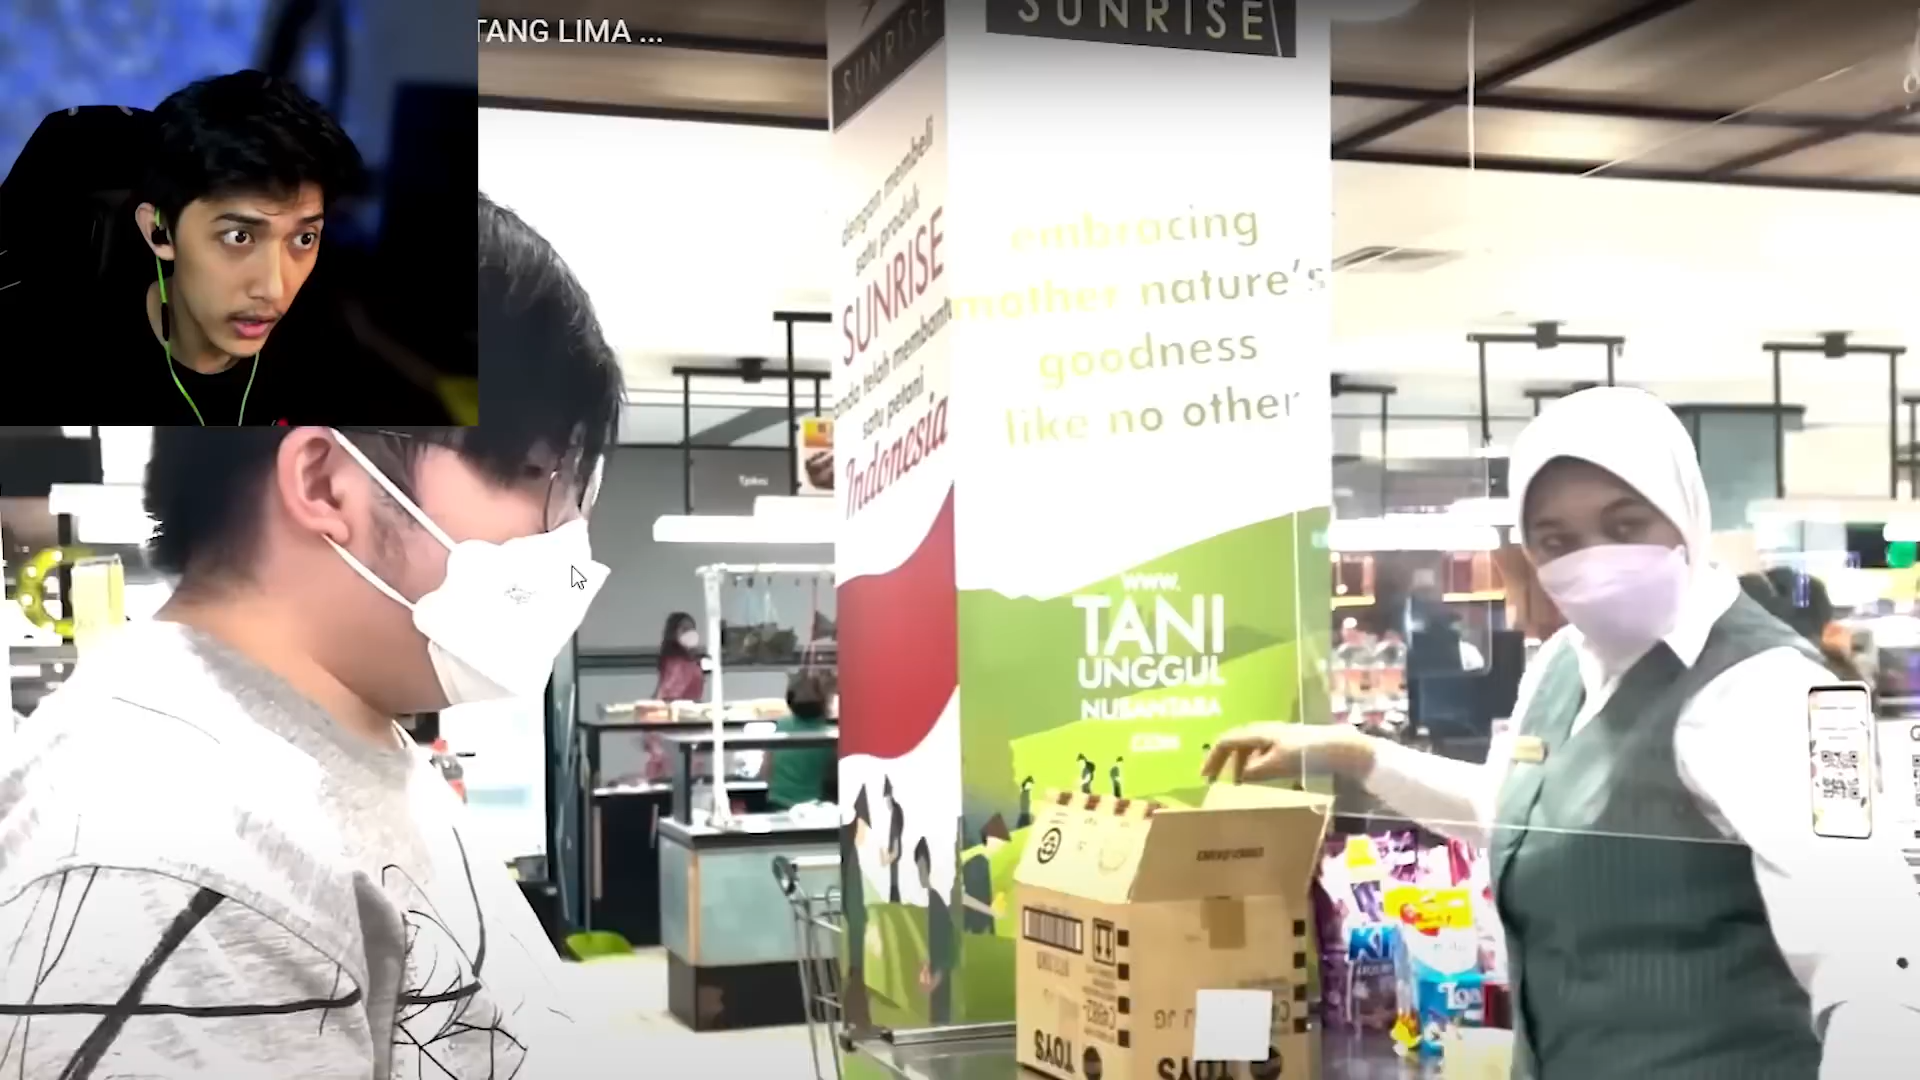 TANG LIMA ...
SUNRISE
SUNRISE
dengan membeli
satu produk
SUNRISE
anda telah membantu
satu petani
Indonesia
embracing
mother nature's
goodness
like no other
www.
TANI
UNGGUL
NUSANTARA
.COM
TOYS
TOYS